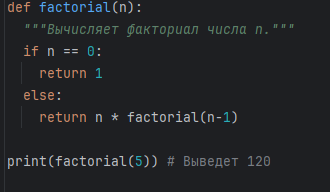 def factorial(n):
  """Вычисляет факториал числа n."""
  if n == 0:
    return 1
  else:
    return n * factorial(n-1)

print(factorial(5)) # Выведет 120